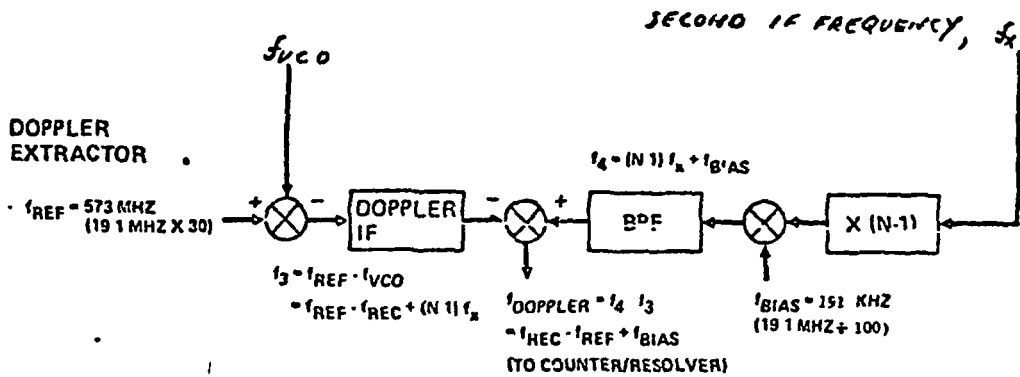 SECOND IF FREQUENCY, fx
fVCO
DOPPLER
EXTRACTOR
f4 = (N 1) fx + fBIAS
fREF = 573 MHZ
(19 1 MHZ X 30)
+
−
DOPPLER
IF
−
+
BPF
X (N-1)
f3 = fREF - fVCO
= fREF - fREC + (N 1) fx
fDOPPLER = f4 f3
= fREC - fREF + fBIAS
(TO COUNTER/RESOLVER)
fBIAS = 191 KHZ
(19 1 MHZ ÷ 100)